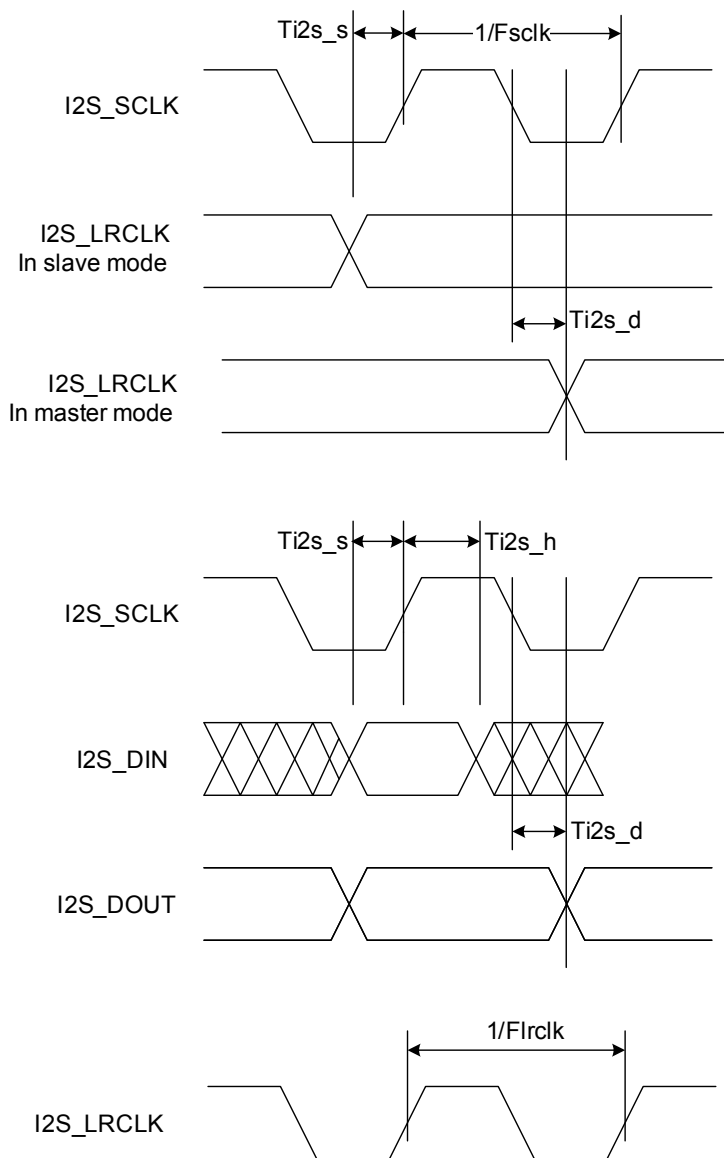 Ti2s_s
1/Fsclk
I2S_SCLK
I2S_LRCLK
In slave mode
Ti2s_d
I2S_LRCLK
In master mode
Ti2s_s
Ti2s_h
I2S_SCLK
I2S_DIN
Ti2s_d
I2S_DOUT
1/Flrclk
I2S_LRCLK